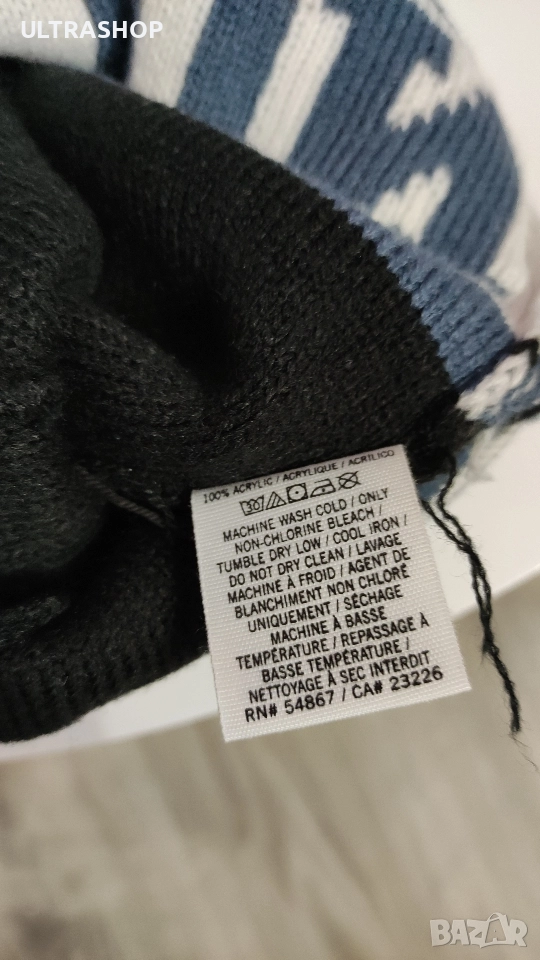 ULTRASHOP
100% ACRYLIC / ACRYLIQUE / ACRILICO
MACHINE WASH COLD / ONLY
NON-CHLORINE BLEACH /
TUMBLE DRY LOW / COOL IRON /
DO NOT DRY CLEAN / LAVAGE
MACHINE À FROID / AGENT DE
BLANCHIMENT NON CHLORÉ
UNIQUEMENT / SÉCHAGE
MACHINE À BASSE
TEMPÉRATURE / REPASSAGE À
BASSE TEMPÉRATURE /
NETTOYAGE À SEC INTERDIT
RN# 54867 / CA# 23226
BAZAR